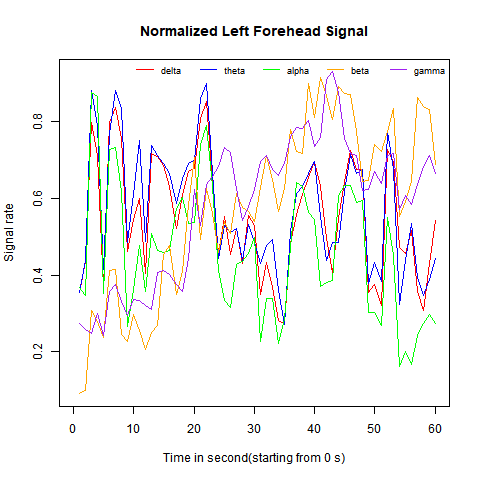 Normalized Left Forehead Signal
delta theta alpha beta gamma
Signal rate
0.8
0.6
0.4
0.2
0 10 20 30 40 50 60
Time in second(starting from 0 s)